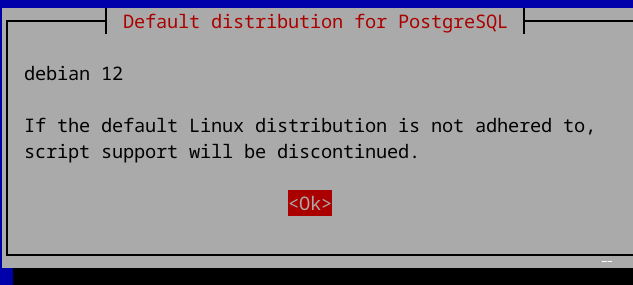 Default distribution for PostgreSQL
debian 12
If the default Linux distribution is not adhered to,
script support will be discontinued.
<Ok>